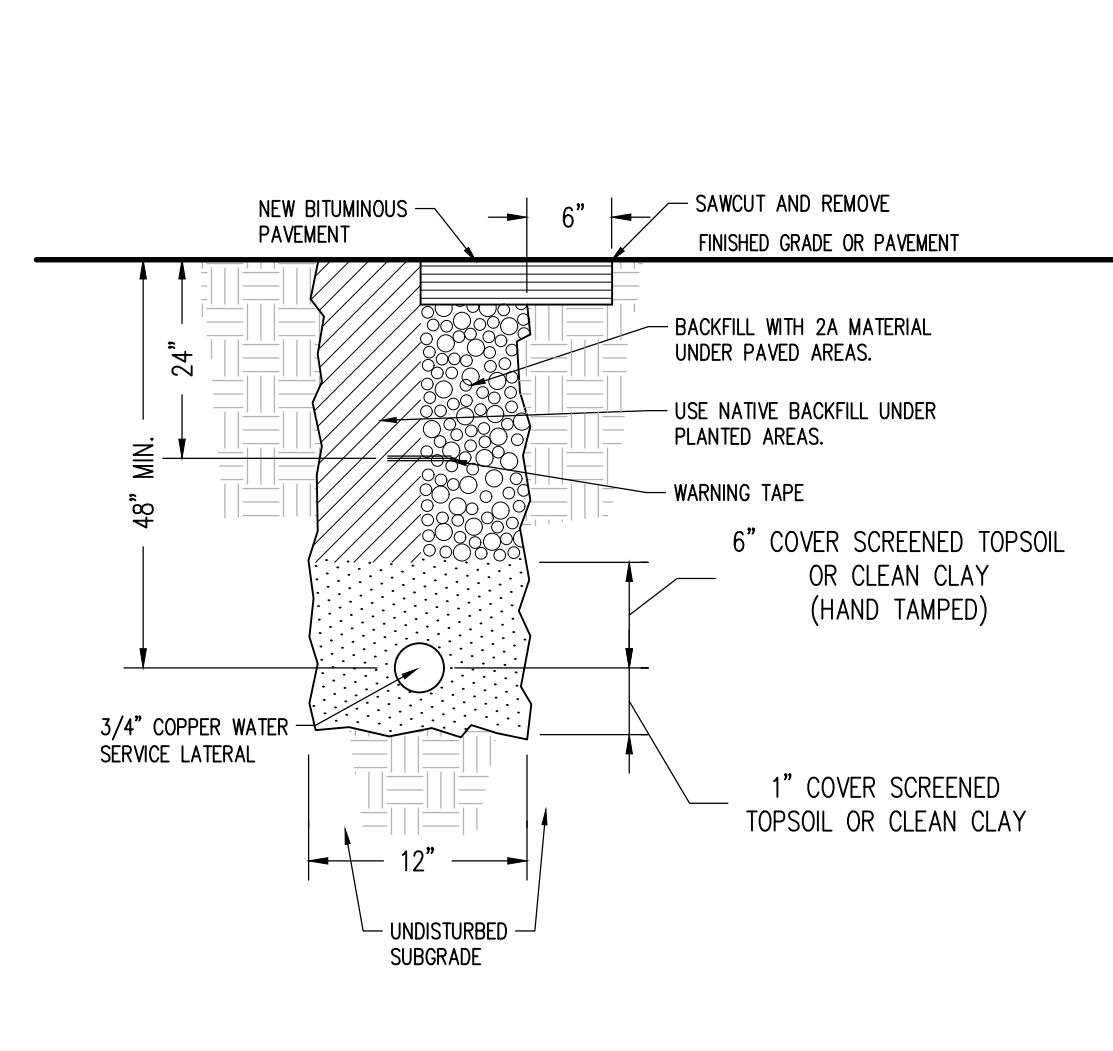 NEW BITUMINOUS
PAVEMENT
6”
SAWCUT AND REMOVE
FINISHED GRADE OR PAVEMENT
24”
48” MIN.
BACKFILL WITH 2A MATERIAL
UNDER PAVED AREAS.
USE NATIVE BACKFILL UNDER
PLANTED AREAS.
WARNING TAPE
6” COVER SCREENED TOPSOIL
OR CLEAN CLAY
(HAND TAMPED)
3/4” COPPER WATER
SERVICE LATERAL
1” COVER SCREENED
TOPSOIL OR CLEAN CLAY
12”
UNDISTURBED
SUBGRADE